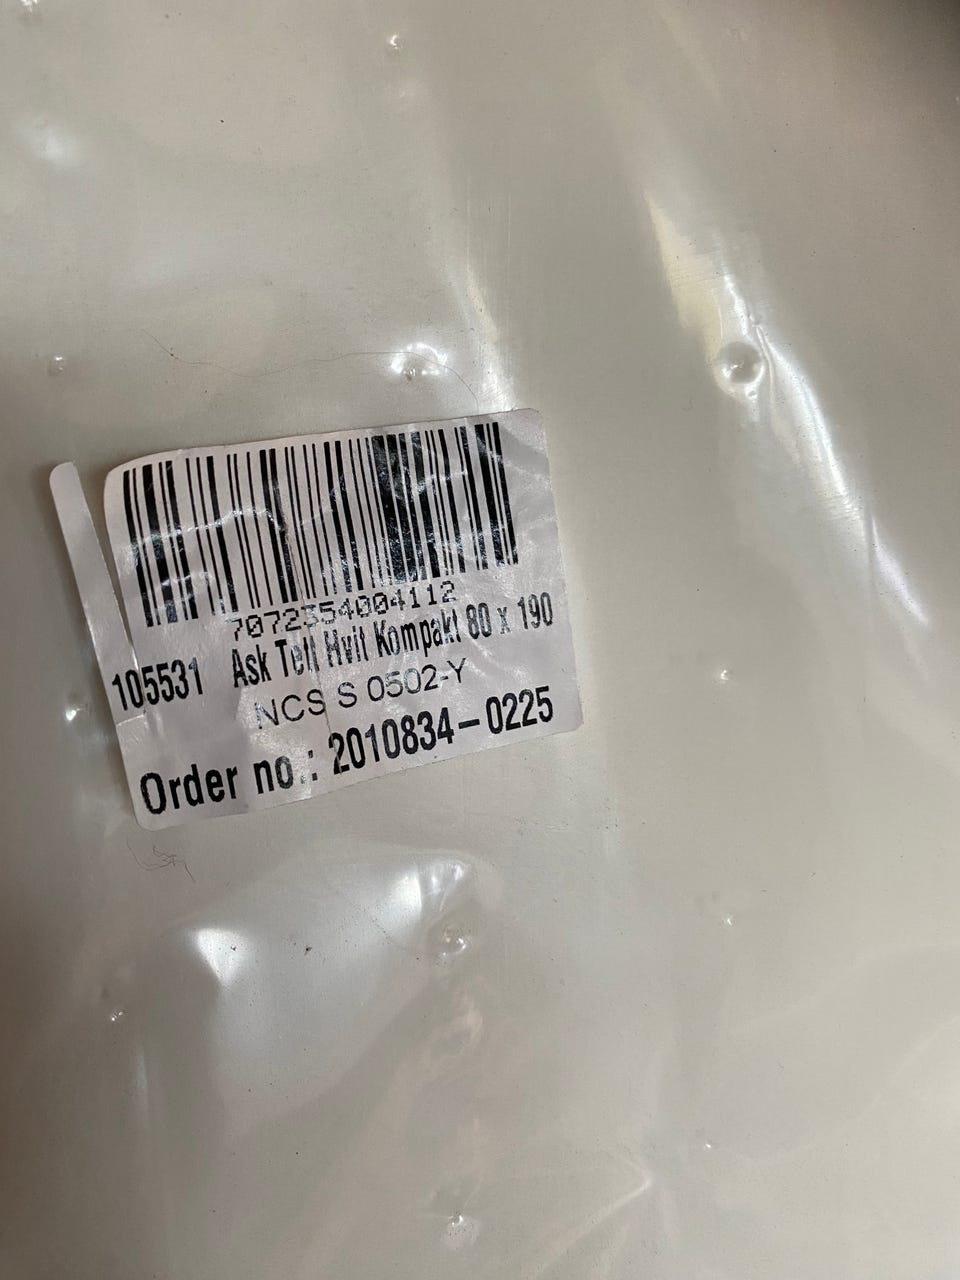 7072354004112
105531 Ask Tett Hvit Kompakt 80 x 190
NCS S 0502-Y
Order no.: 2010834-0225